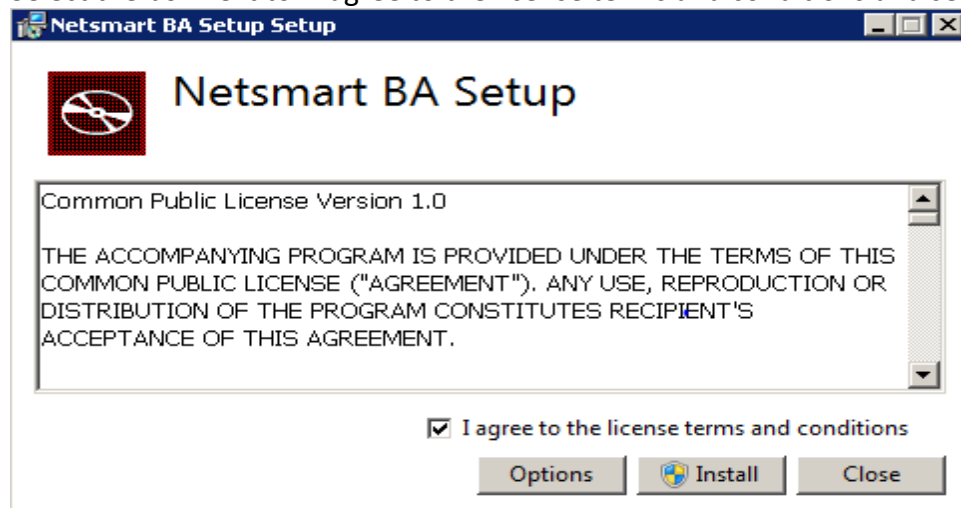 Netsmart BA Setup Setup
Netsmart BA Setup
Common Public License Version 1.0
THE ACCOMPANYING PROGRAM IS PROVIDED UNDER THE TERMS OF THIS
COMMON PUBLIC LICENSE ("AGREEMENT"). ANY USE, REPRODUCTION OR
DISTRIBUTION OF THE PROGRAM CONSTITUTES RECIPIENT'S
ACCEPTANCE OF THIS AGREEMENT.
I agree to the license terms and conditions
Options Install Close